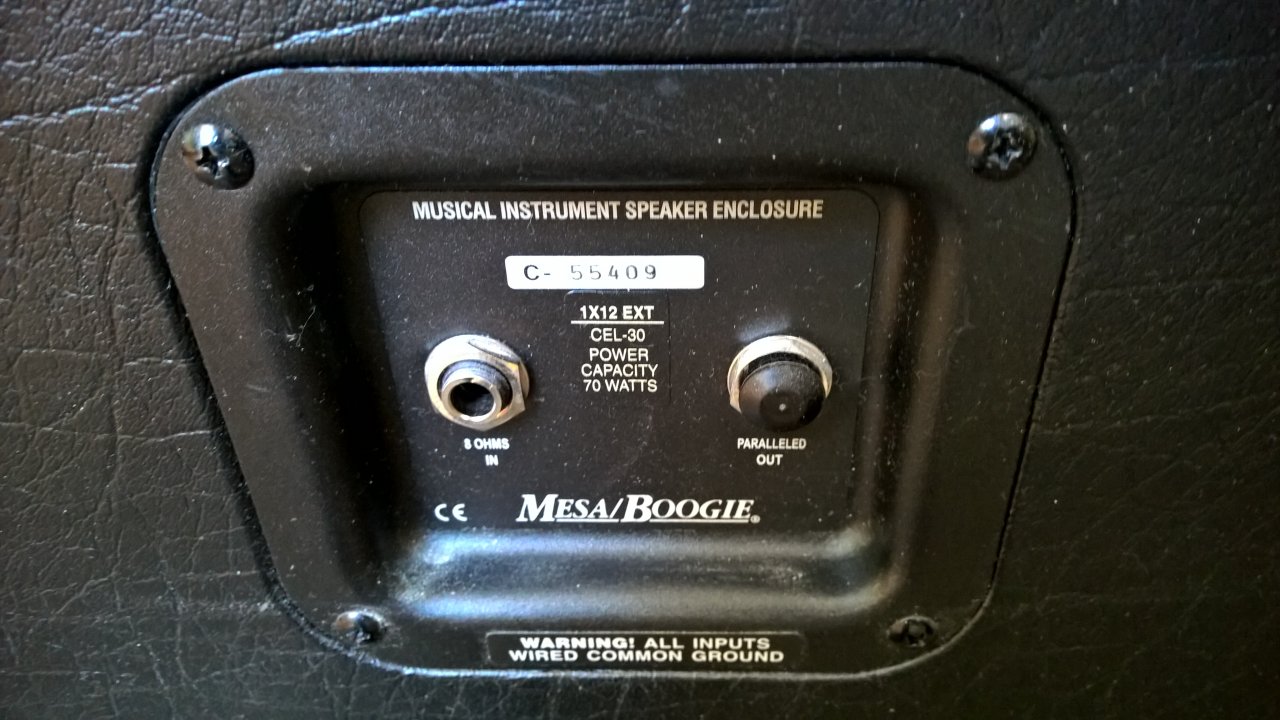 MUSICAL INSTRUMENT SPEAKER ENCLOSURE
C- 55409
1X12 EXT
CEL-30
POWER
CAPACITY
70 WATTS
8 OHMS
IN
PARALLELED
OUT
CE
MESA/BOOGIE®
WARNING! ALL INPUTS
WIRED COMMON GROUND